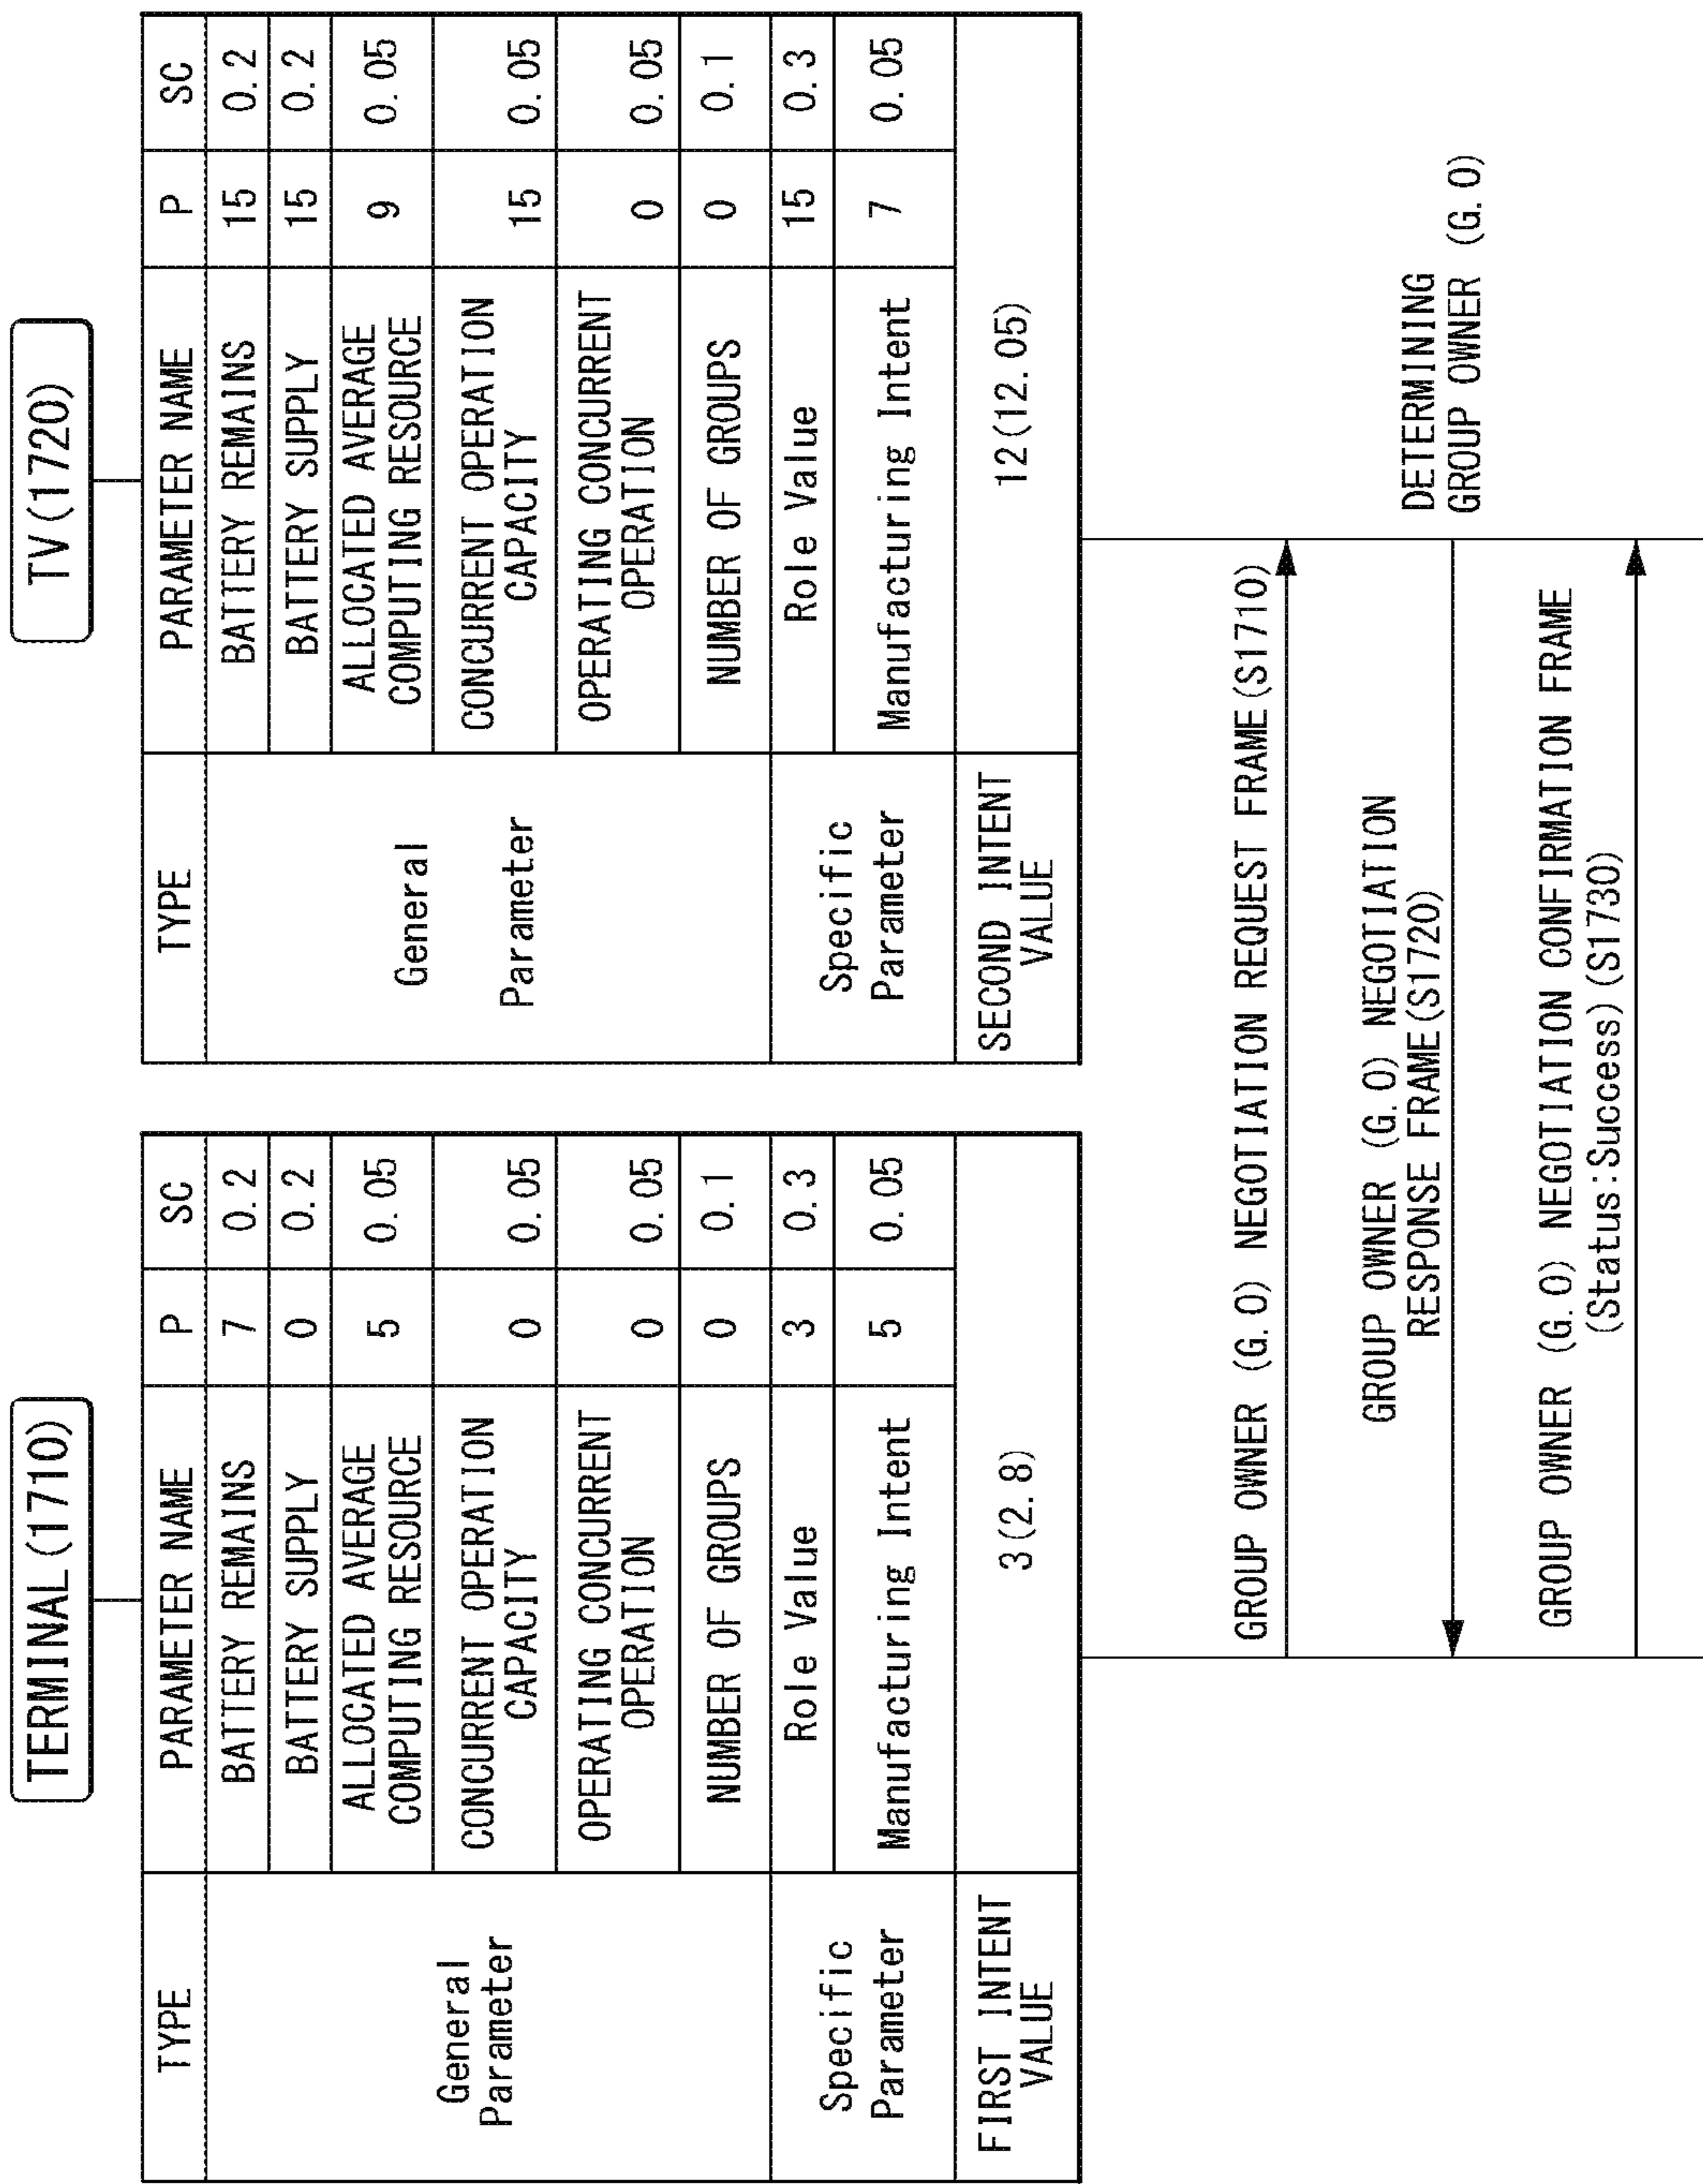 TERMINAL(1710)
TYPE PARAMETER NAME P SC
General
Parameter
BATTERY REMAINS 7 0.2
BATTERY SUPPLY 0 0.2
ALLOCATED AVERAGE
COMPUTING RESOURCE 5 0.05
CONCURRENT OPERATION
CAPACITY 0 0.05
OPERATING CONCURRENT
OPERATION 0 0.05
NUMBER OF GROUPS 0 0.1
Specific
Parameter
Role Value 3 0.3
Manufacturing Intent 5 0.05
FIRST INTENT
VALUE
3(2.8)
TV(1720)
TYPE PARAMETER NAME P SC
General
Parameter
BATTERY REMAINS 15 0.2
BATTERY SUPPLY 15 0.2
ALLOCATED AVERAGE
COMPUTING RESOURCE 9 0.05
CONCURRENT OPERATION
CAPACITY 15 0.05
OPERATING CONCURRENT
OPERATION 0 0.05
NUMBER OF GROUPS 0 0.1
Specific
Parameter
Role Value 15 0.3
Manufacturing Intent 7 0.05
SECOND INTENT
VALUE
12(12.05)
GROUP OWNER (G.O) NEGOTIATION REQUEST FRAME(S1710)
GROUP OWNER (G.O) NEGOTIATION
RESPONSE FRAME(S1720)
DETERMINING
GROUP OWNER (G.O)
GROUP OWNER (G.O) NEGOTIATION CONFIRMATION FRAME
(Status:Success)(S1730)